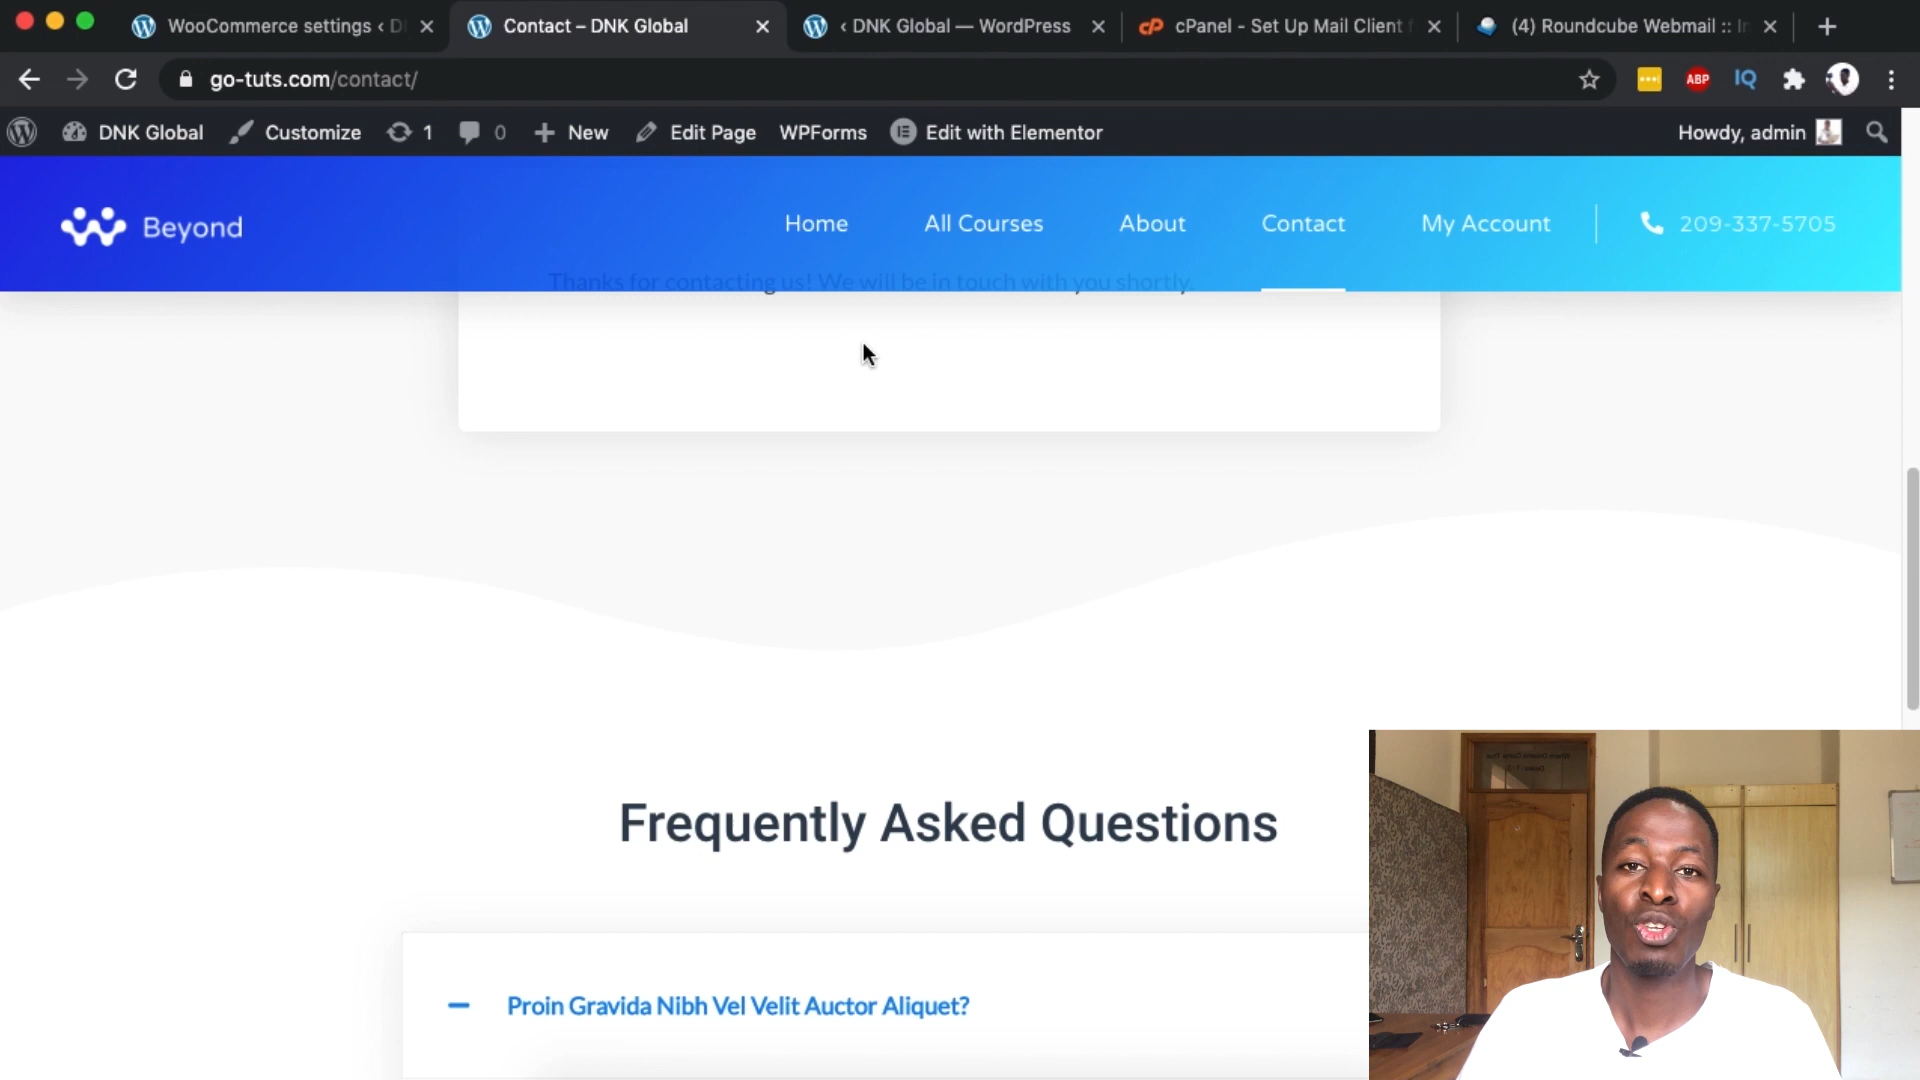 WooCommerce settings ‹ D
Contact – DNK Global
‹ DNK Global — WordPress
cPanel - Set Up Mail Client f
(4) Roundcube Webmail :: In
go-tuts.com/contact/
ABP
IQ
DNK Global
Customize
1
0
New
Edit Page
WPForms
Edit with Elementor
Howdy, admin
Beyond
Home
All Courses
About
Contact
My Account
209-337-5705
Thanks for contacting us! We will be in touch with you shortly.
Frequently Asked Questions
Proin Gravida Nibh Vel Velit Auctor Aliquet?